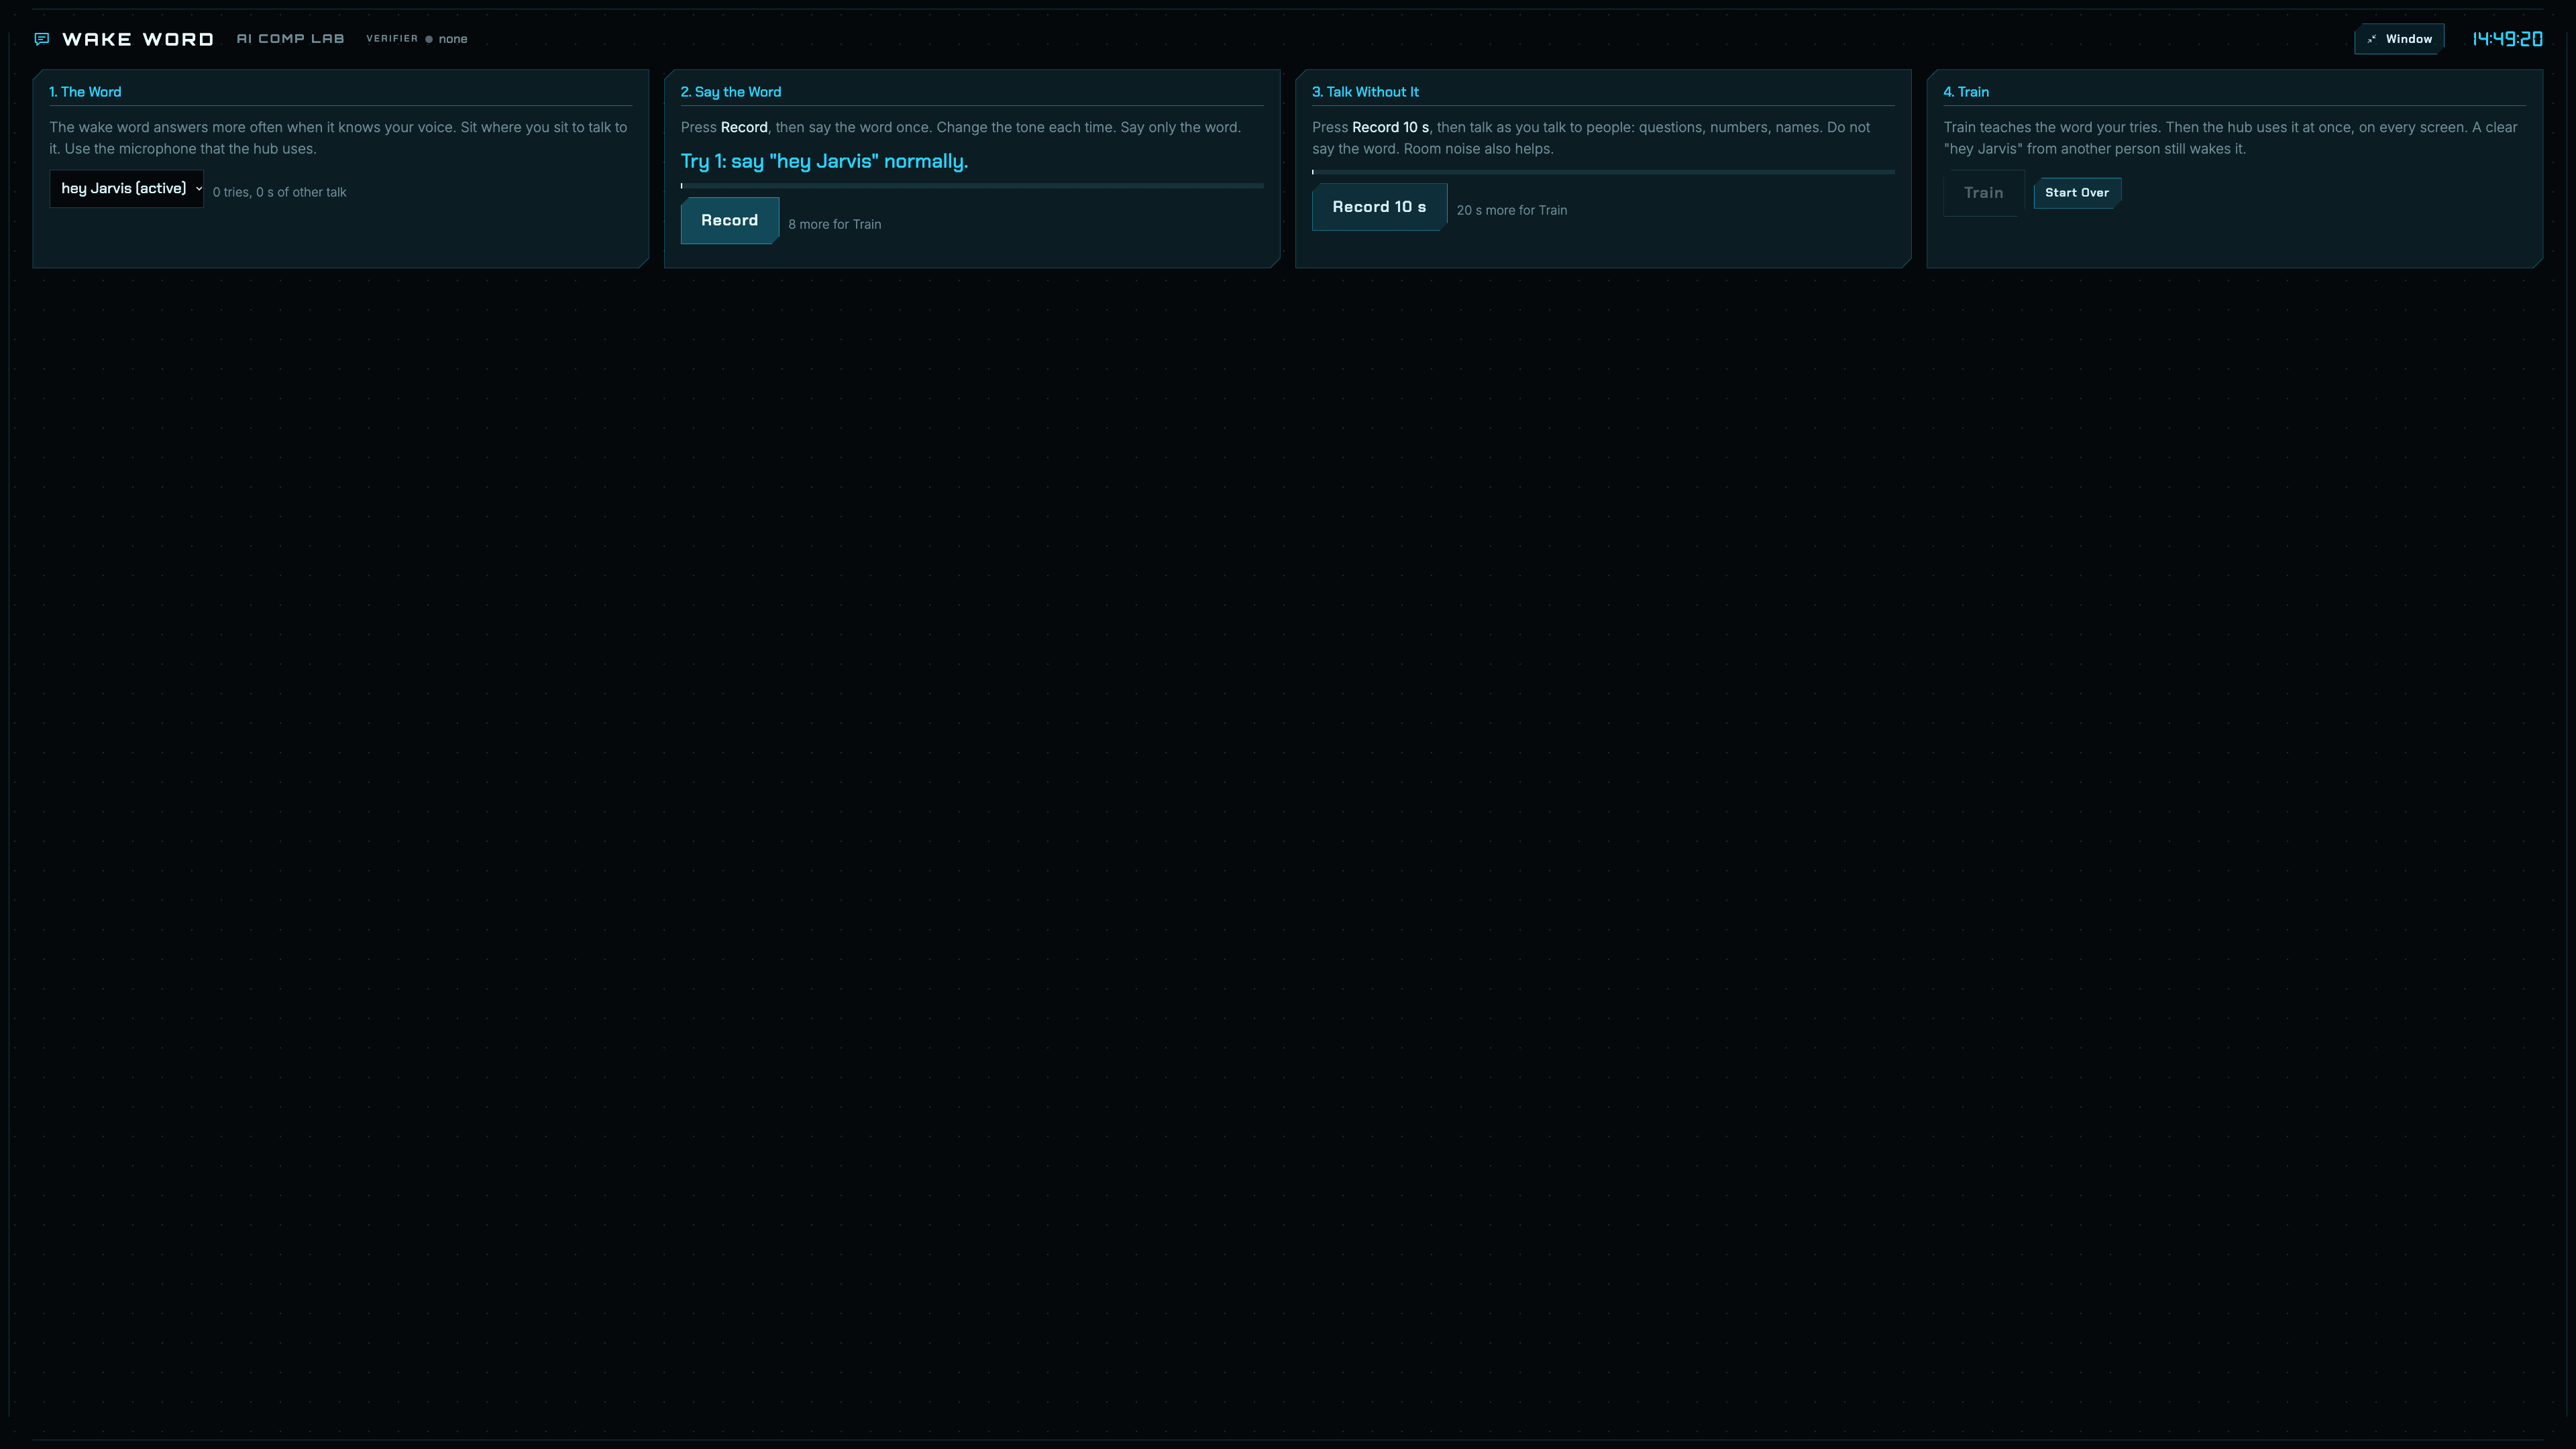 WAKE WORD
AI COMP LAB
VERIFIER none
Window
14:49:20
1. The Word
The wake word answers more often when it knows your voice. Sit where you sit to talk to
it. Use the microphone that the hub uses.
hey Jarvis (active)
0 tries, 0 s of other talk
2. Say the Word
Press Record, then say the word once. Change the tone each time. Say only the word.
Try 1: say "hey Jarvis" normally.
Record
8 more for Train
3. Talk Without It
Press Record 10 s, then talk as you talk to people: questions, numbers, names. Do not
say the word. Room noise also helps.
Record 10 s
20 s more for Train
4. Train
Train teaches the word your tries. Then the hub uses it at once, on every screen. A clear
"hey Jarvis" from another person still wakes it.
Train
Start Over